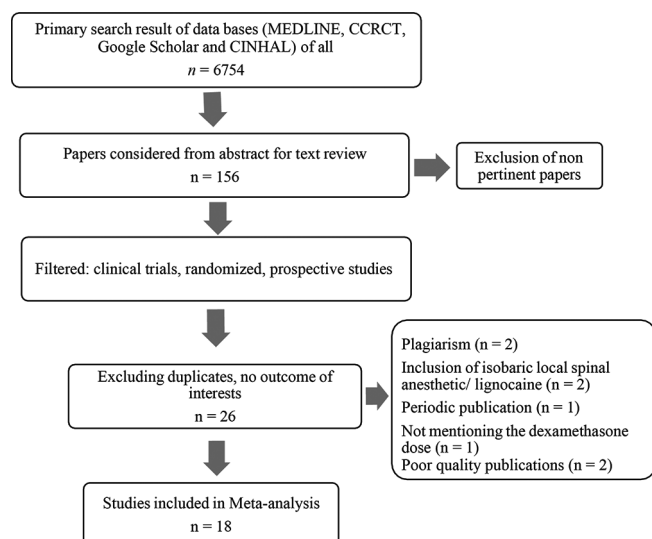 Primary search result of data bases (MEDLINE, CCRCT,
Google Scholar and CINHAL) of all
n = 6754
Papers considered from abstract for text review
n = 156
Exclusion of non
pertinent papers
Filtered: clinical trials, randomized, prospective studies
Excluding duplicates, no outcome of
interests
n = 26
Plagiarism (n = 2)
Inclusion of isobaric local spinal
anesthetic/ lignocaine (n = 2)
Periodic publication (n = 1)
Not mentioning the dexamethasone
dose (n = 1)
Poor quality publications (n = 2)
Studies included in Meta-analysis
n = 18